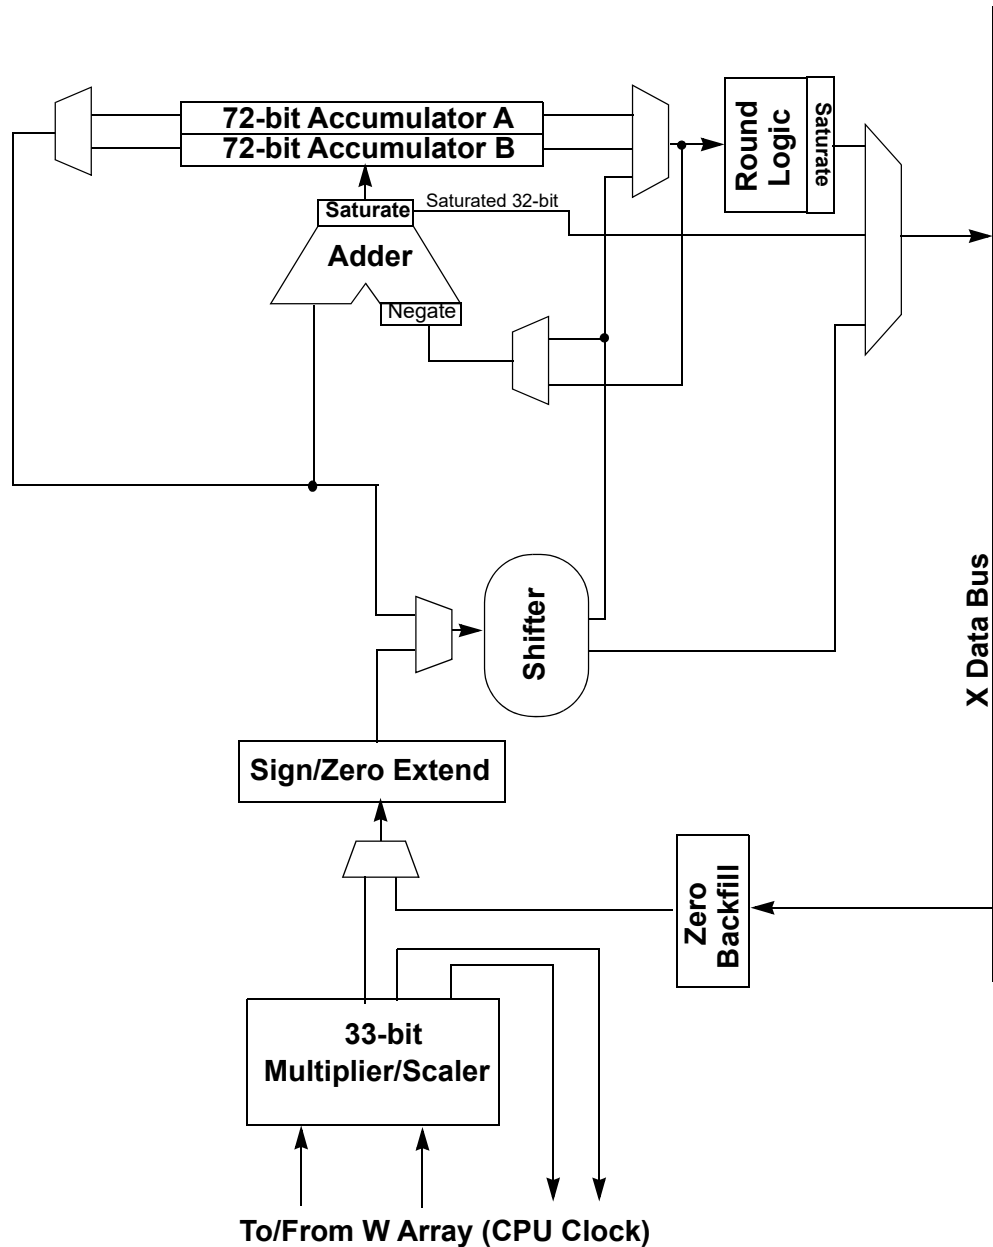 72-bit Accumulator A
72-bit Accumulator B
Round
Logic
Saturate
Saturate
Saturated 32-bit
Adder
Negate
Shifter
X Data Bus
Sign/Zero Extend
Zero
Backfill
33-bit
Multiplier/Scaler
To/From W Array (CPU Clock)